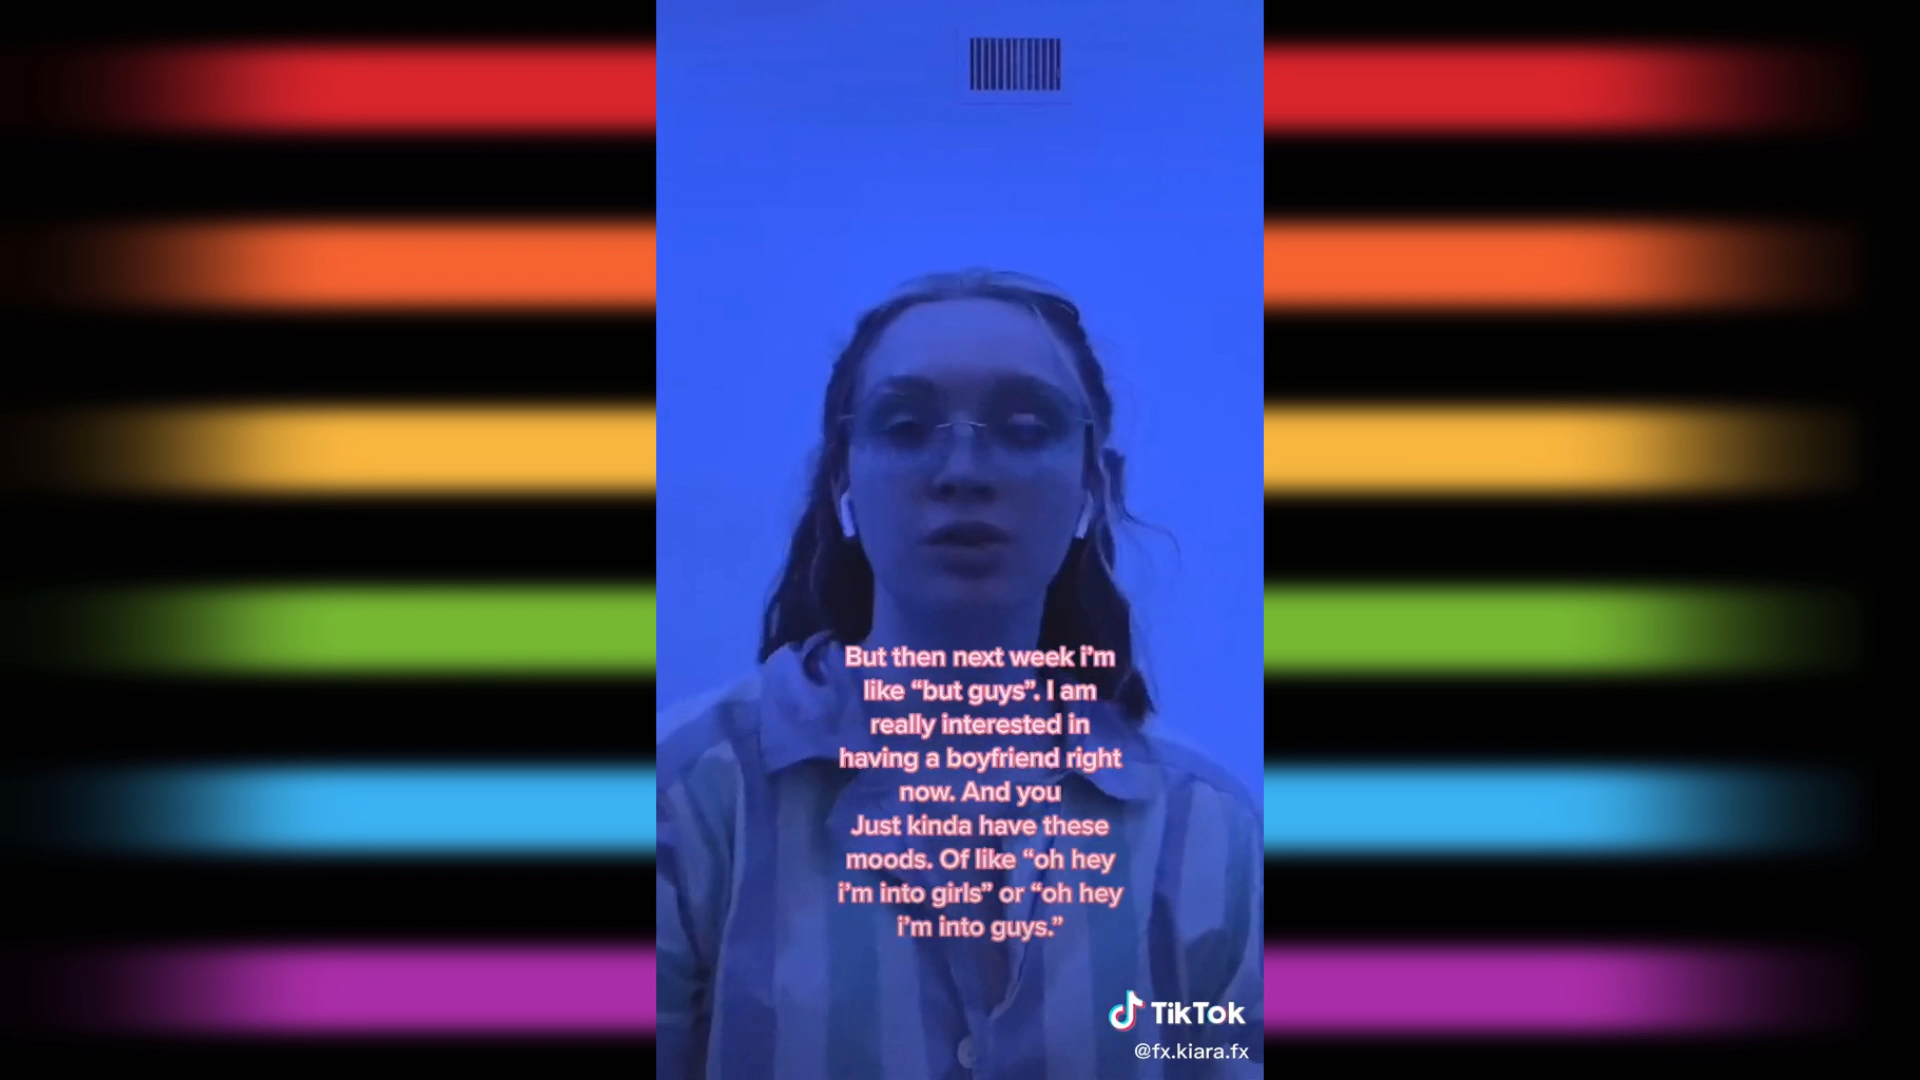 But then next week i'm
like “but guys”. I am
really interested in
having a boyfriend right
now. And you
Just kinda have these
moods. Of like “oh hey
i'm into girls” or “oh hey
i'm into guys.”
TikTok
@fx.kiara.fx